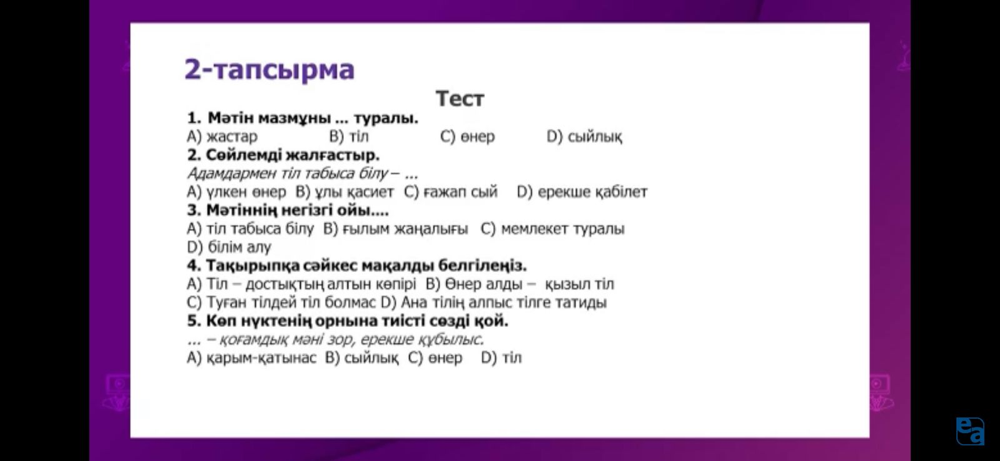 2-тапсырма
Тест
1. Мәтін мазмұны ... туралы.
A) жастар B) тіл C) өнер D) сыйлық
2. Сөйлемді жалғастыр.
Адамдармен тіл табыса білу – ...
A) үлкен өнер B) ұлы қасиет C) ғажап сый D) ерекше қабілет
3. Мәтіннің негізгі ойы....
A) тіл табыса білу B) ғылым жаңалығы C) мемлекет туралы
D) білім алу
4. Тақырыпқа сәйкес мақалды белгілеңіз.
A) Тіл – достықтың алтын көпірі B) Өнер алды – қызыл тіл
C) Туған тілдей тіл болмас D) Ана тілің алпыс тілге татиды
5. Көп нүктенің орнына тиісті сөзді қой.
... – қоғамдық мәні зор, ерекше құбылыс.
A) қарым-қатынас B) сыйлық C) өнер D) тіл
ea